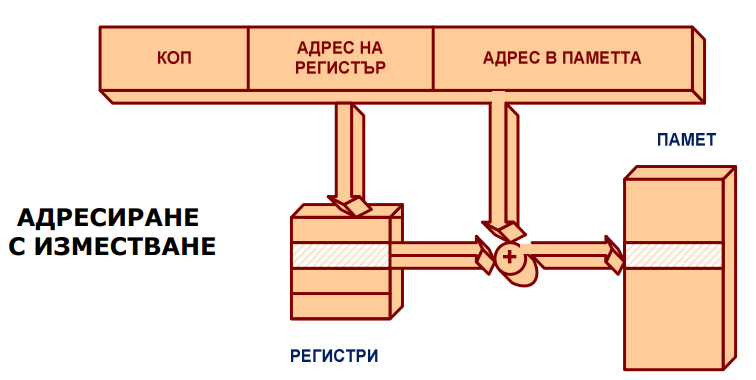 КОП
АДРЕС НА
РЕГИСТЪР
АДРЕС В ПАМЕТТА
ПАМЕТ
АДРЕСИРАНЕ
С ИЗМЕСТВАНЕ
+
РЕГИСТРИ